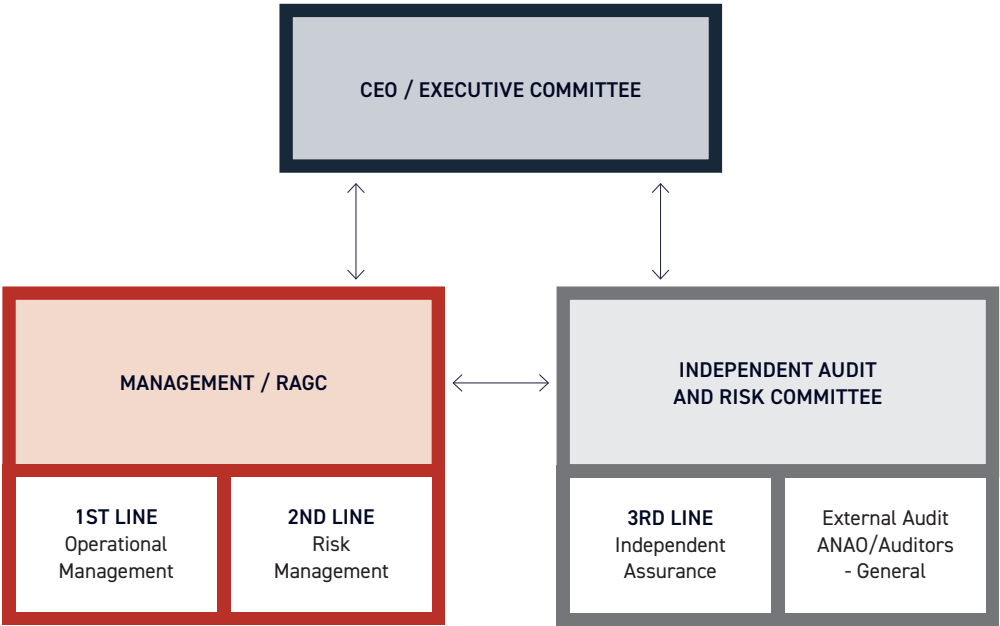 CEO / EXECUTIVE COMMITTEE
MANAGEMENT / RAGC
INDEPENDENT AUDIT
AND RISK COMMITTEE
1ST LINE
Operational
Management
2ND LINE
Risk
Management
3RD LINE
Independent
Assurance
External Audit
ANAO/Auditors
- General